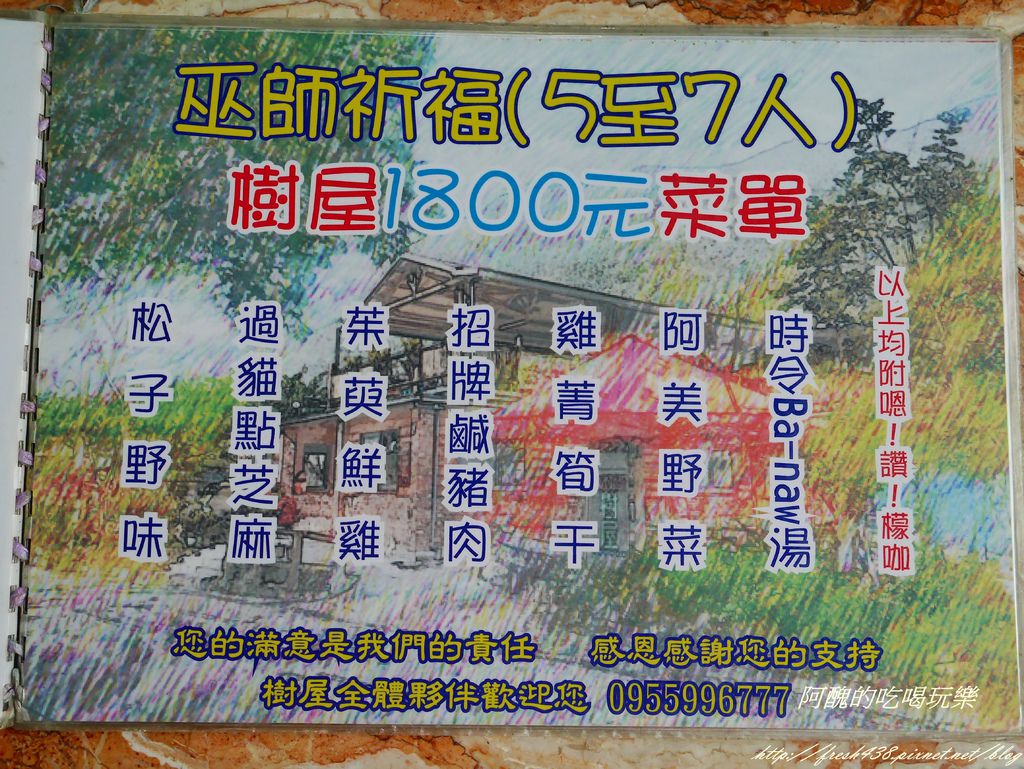 巫師祈福(5至7人)
樹屋1800元菜單
以上均附嗯!讚!檬咖
時令Ba-naw湯
阿美野菜
雞菁筍干
招牌鹹豬肉
茱萸鮮雞
過貓點芝麻
松子野味
您的滿意是我們的責任 感恩感謝您的支持
樹屋全體夥伴歡迎您 0955996777
阿醜的吃喝玩樂
http://fresh438.pixnet.net/blog